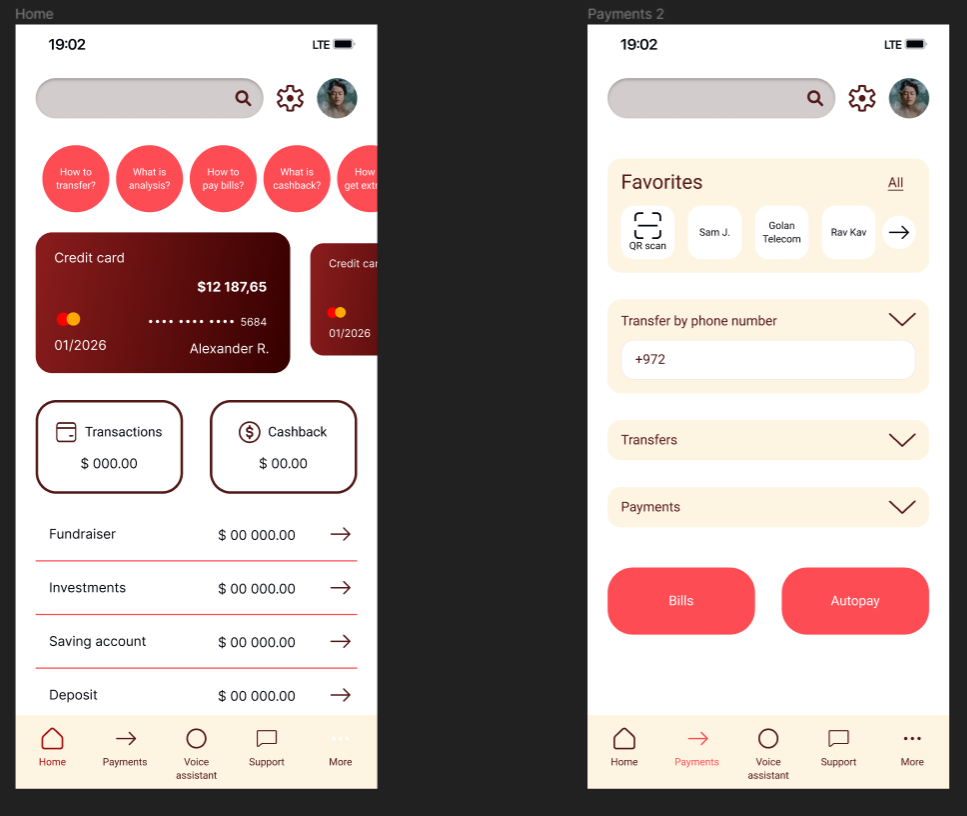 Home
19:02
LTE
How to
transfer?
What is
analysis?
How to
pay bills?
What is
cashback?
How
get extr
Credit card
$12 187,65
•••• •••• •••• 5684
01/2026
Alexander R.
Credit car
01/2026
Transactions
$ 000.00
Cashback
$ 00.00
Fundraiser $ 00 000.00
Investments $ 00 000.00
Saving account $ 00 000.00
Deposit $ 00 000.00
Home
Payments
Voice
assistant
Support
More
Payments 2
19:02
LTE
Favorites
All
QR scan
Sam J.
Golan
Telecom
Rav Kav
Transfer by phone number
+972
Transfers
Payments
Bills
Autopay
Home
Payments
Voice
assistant
Support
More